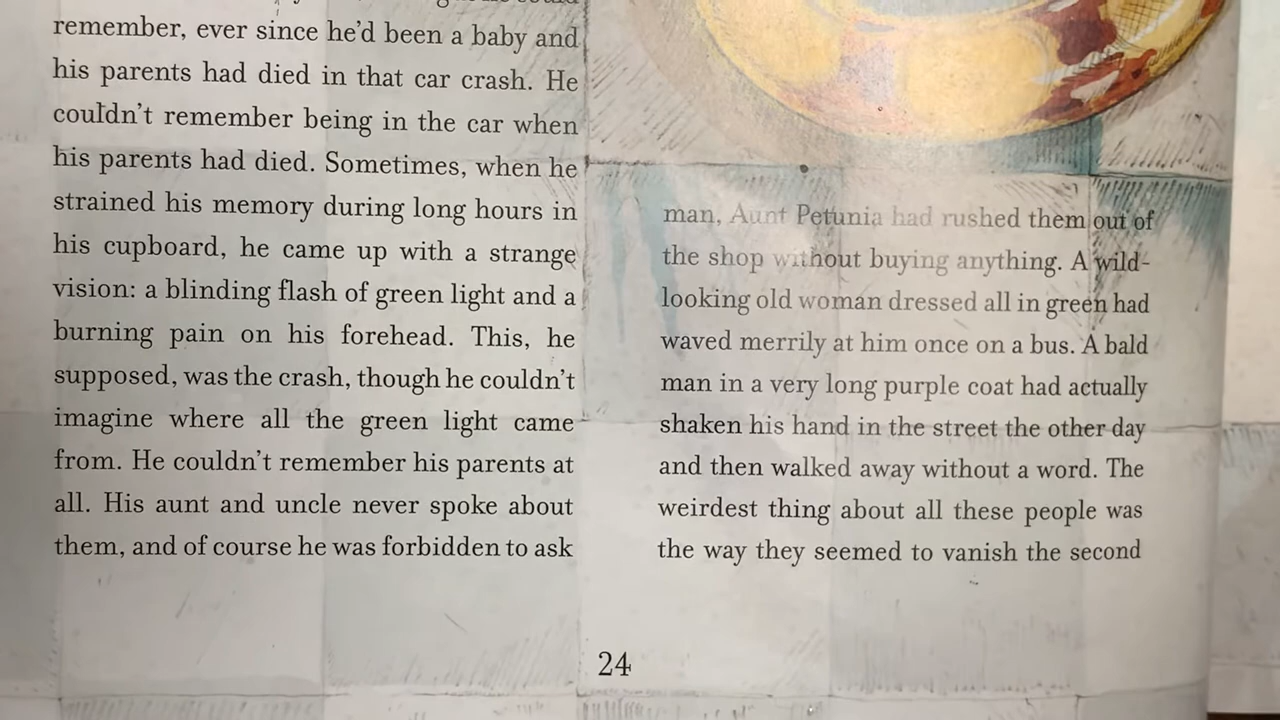 remember, ever since he'd been a baby and
his parents had died in that car crash. He
couldn't remember being in the car when
his parents had died. Sometimes, when he
strained his memory during long hours in
his cupboard, he came up with a strange
vision: a blinding flash of green light and a
burning pain on his forehead. This, he
supposed, was the crash, though he couldn't
imagine where all the green light came
from. He couldn't remember his parents at
all. His aunt and uncle never spoke about
them, and of course he was forbidden to ask
man, Aunt Petunia had rushed them out of
the shop without buying anything. A wild-
looking old woman dressed all in green had
waved merrily at him once on a bus. A bald
man in a very long purple coat had actually
shaken his hand in the street the other day
and then walked away without a word. The
weirdest thing about all these people was
the way they seemed to vanish the second
24